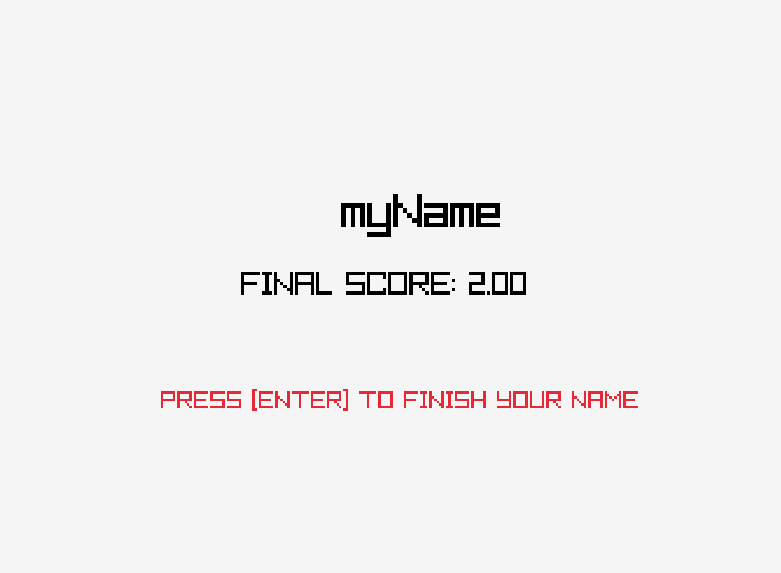 myName
FINAL SCORE: 2.00
PRESS [ENTER] TO FINISH YOUR NAME